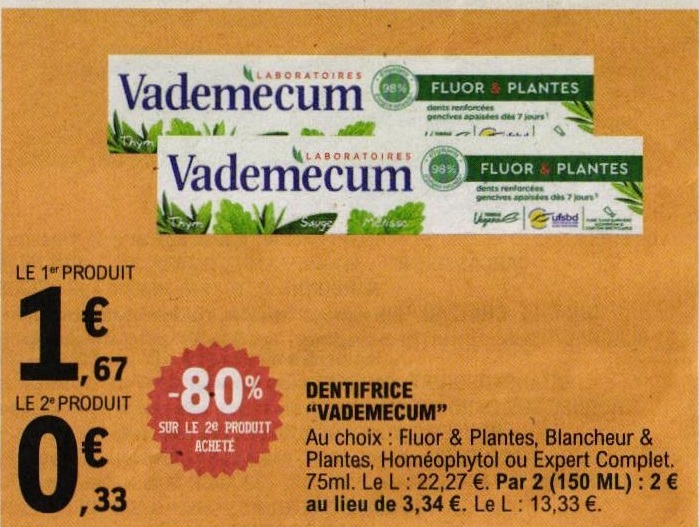 LABORATOIRES
Vademecum
98%
FLUOR & PLANTES
dents renforcées
gencives apaisées dès 7 jours
Thym
LABORATOIRES
Vademecum
98%
FLUOR & PLANTES
dents renforcées
gencives apaisées dès 7 jours
Thym Sauge Mélisse
ufsbd
LE 1er PRODUIT
1€,67
LE 2e PRODUIT
0€,33
-80%
SUR LE 2e PRODUIT
ACHETÉ
DENTIFRICE
“VADEMECUM”
Au choix : Fluor & Plantes, Blancheur &
Plantes, Homéophytol ou Expert Complet.
75ml. Le L : 22,27 €. Par 2 (150 ML) : 2 €
au lieu de 3,34 €. Le L : 13,33 €.